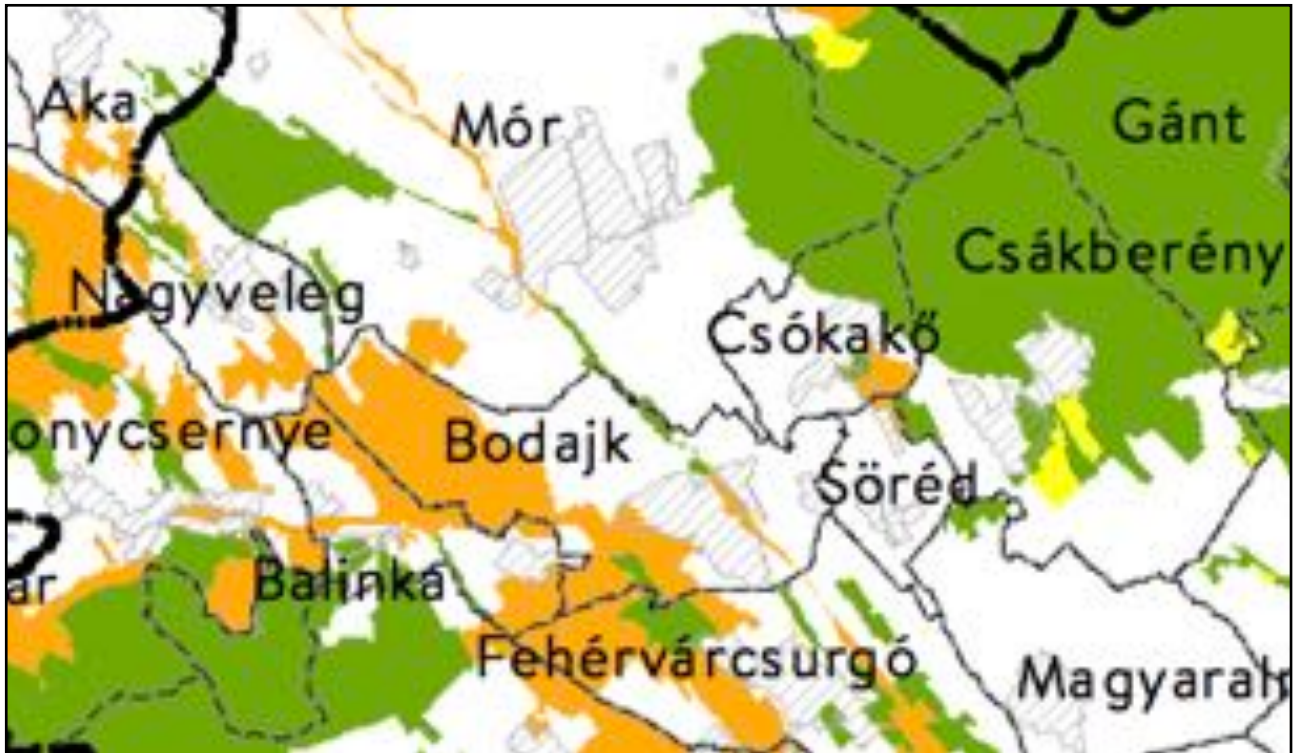 Aka
Mór
Gánt
Csákberény
Nagyveleg
Csókakő
onycsernye
Bodajk
Söréd
ar
Balinka
Fehérvárcsurgó
Magyaral